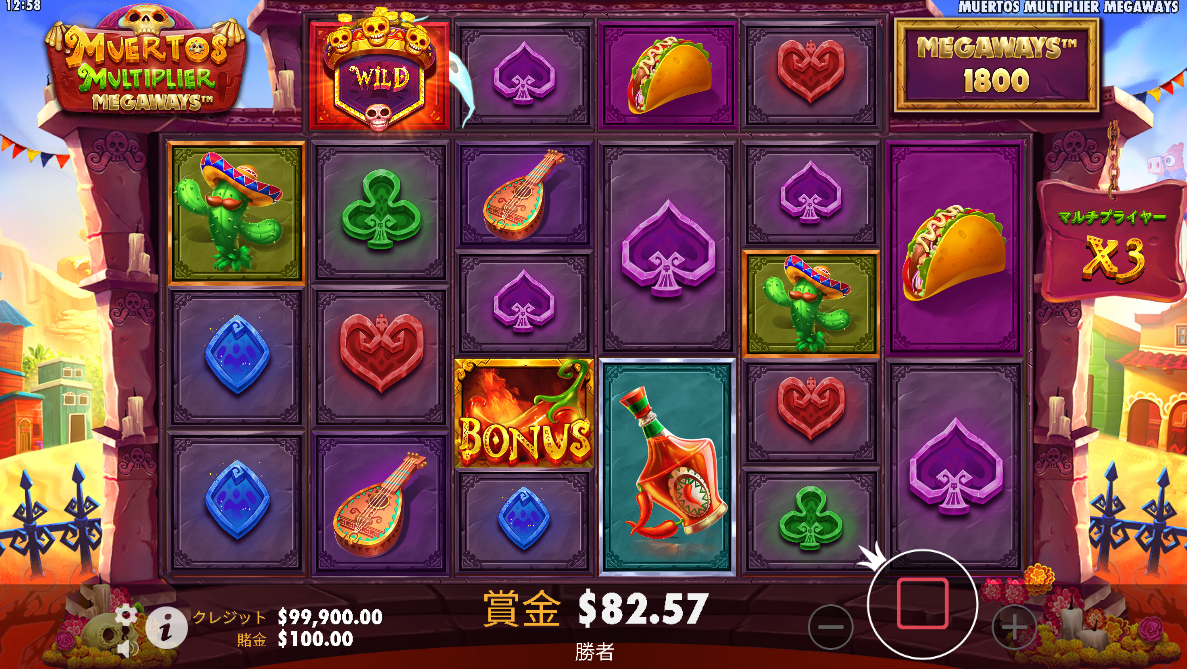 12:58
MUERTOS MULTIPLIER MEGAWAYS
MUERTOS
MULTIPLIER
MEGAWAYS™
WILD
MEGAWAYS™
1800
マルチプライヤー
X3
BONUS
クレジット $99,900.00
賭金 $100.00
賞金 $82.57
勝者